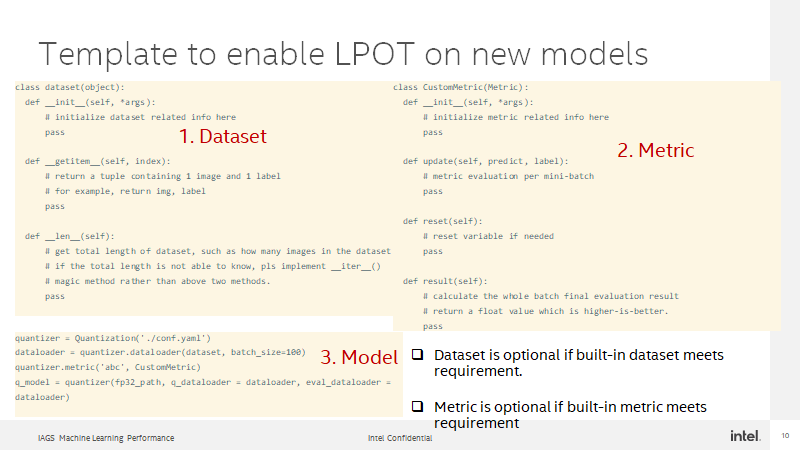 Template to enable LPOT on new models
class dataset(object):
def __init__(self, *args):
# initialize dataset related info here
pass
1. Dataset
def __getitem__(self, index):
# return a tuple containing 1 image and 1 label
# for example, return img, label
pass
def __len__(self):
# get total length of dataset, such as how many images in the dataset
# if the total length is not able to know, pls implement __iter__()
# magic method rather than above two methods.
pass
class CustomMetric(Metric):
def __init__(self, *args):
# initialize metric related info here
pass
2. Metric
def update(self, predict, label):
# metric evaluation per mini-batch
pass
def reset(self):
# reset variable if needed
pass
def result(self):
# calculate the whole batch final evaluation result
# return a float value which is higher-is-better.
pass
quantizer = Quantization('./conf.yaml')
dataloader = quantizer.dataloader(dataset, batch_size=100)
3. Model
quantizer.metric('abc', CustomMetric)
q_model = quantizer(fp32_path, q_dataloader = dataloader, eval_dataloader =
dataloader)
❑ Dataset is optional if built-in dataset meets
requirement.
❑ Metric is optional if built-in metric meets
requirement
IAGS Machine Learning Performance
Intel Confidential
intel.
10